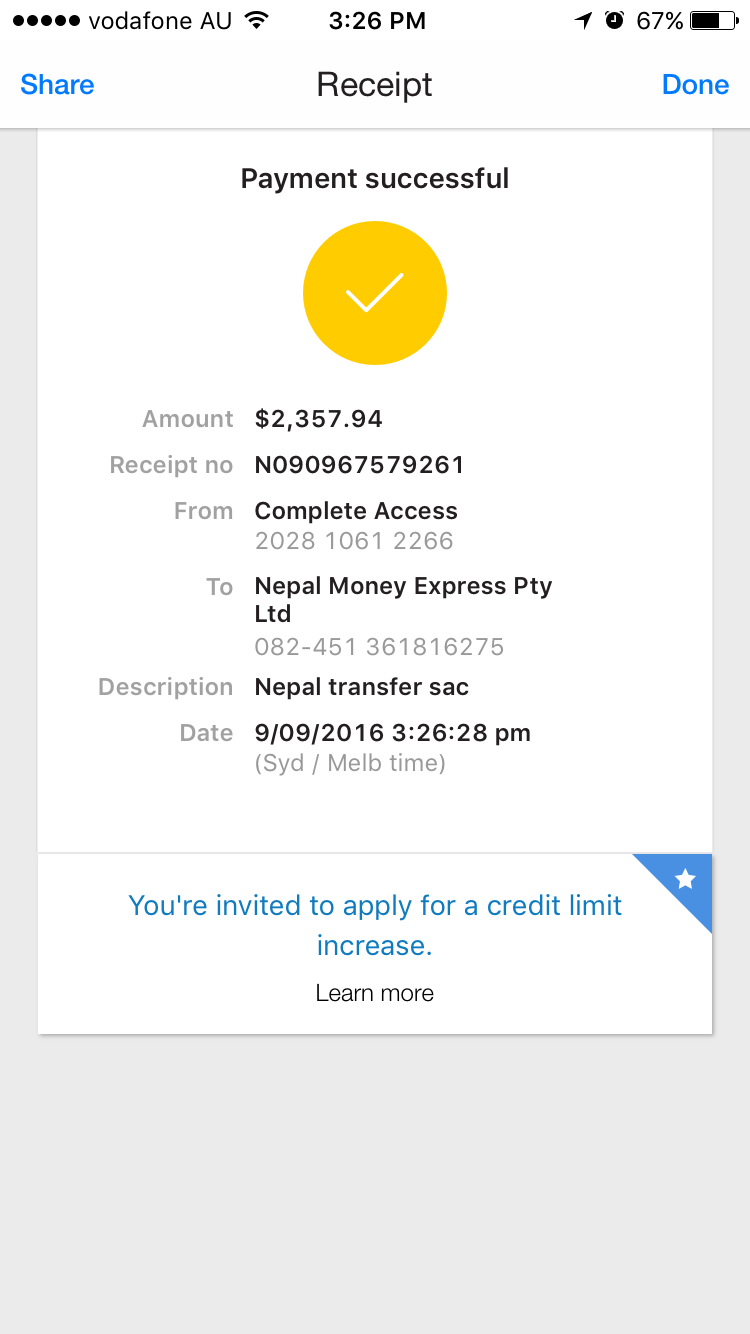 vodafone AU 3:26 PM 67%
Share Receipt Done
Payment successful
Amount $2,357.94
Receipt no N090967579261
From Complete Access
2028 1061 2266
To Nepal Money Express Pty
Ltd
082-451 361816275
Description Nepal transfer sac
Date 9/09/2016 3:26:28 pm
(Syd / Melb time)
You're invited to apply for a credit limit
increase.
Learn more